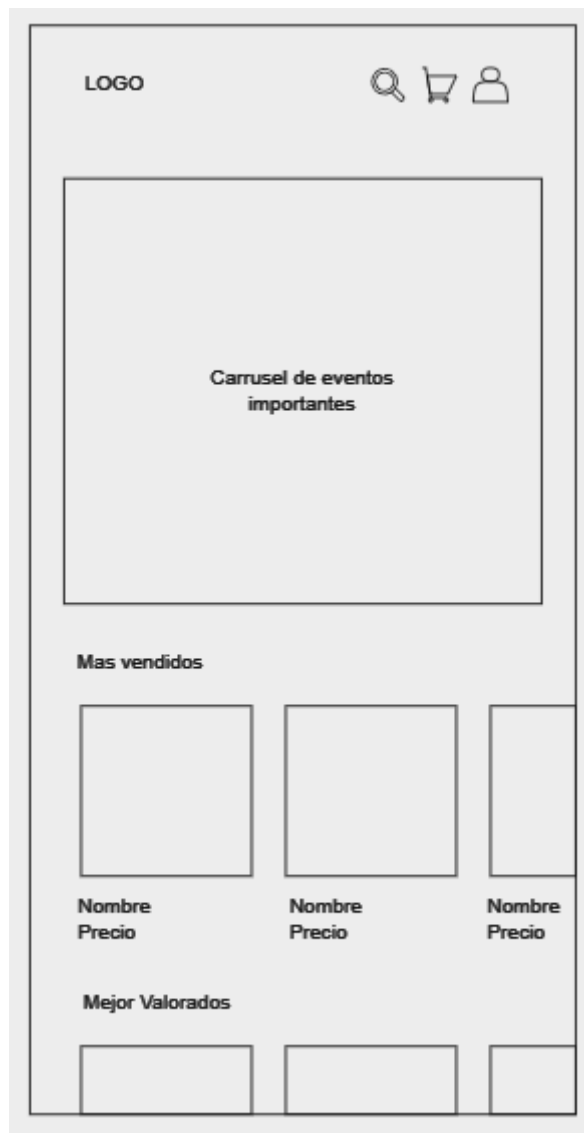 LOGO
Carrusel de eventos
importantes
Mas vendidos
Nombre Nombre Nombre
Precio Precio Precio
Mejor Valorados